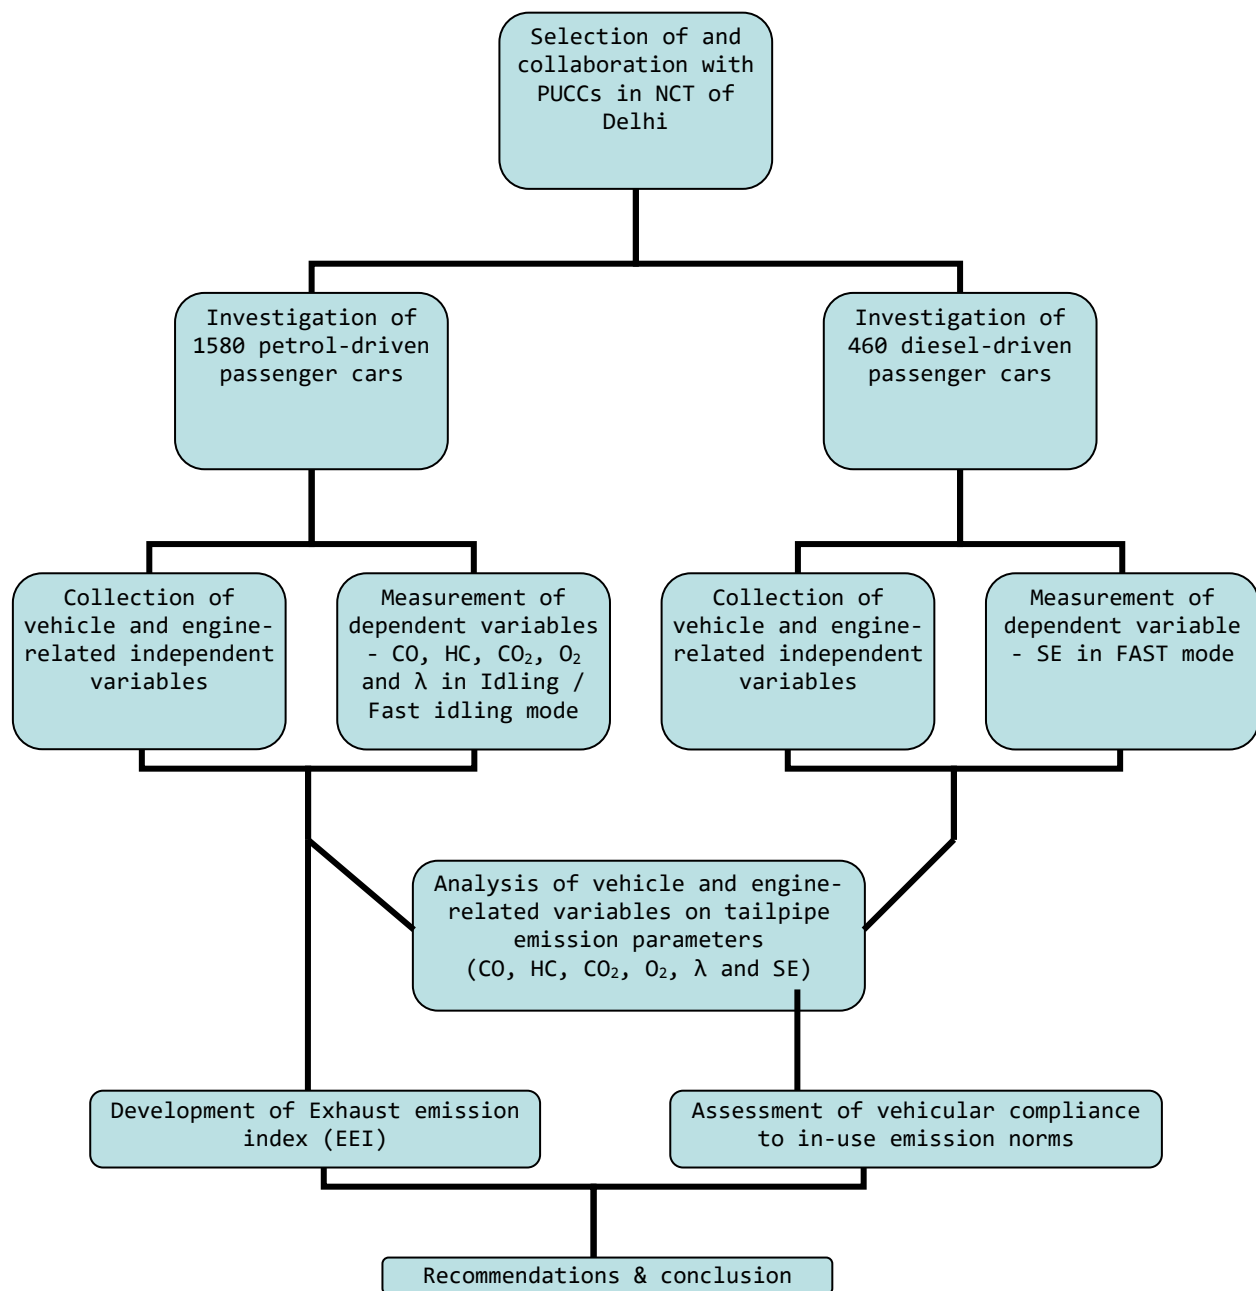 Selection of and
collaboration with
PUCCs in NCT of
Delhi
Investigation of
1580 petrol-driven
passenger cars
Investigation of
460 diesel-driven
passenger cars
Collection of
vehicle and engine-
related independent
variables
Measurement of
dependent variables
- CO, HC, CO₂, O₂
and λ in Idling /
Fast idling mode
Collection of
vehicle and engine-
related independent
variables
Measurement of
dependent variable
- SE in FAST mode
Analysis of vehicle and engine-
related variables on tailpipe
emission parameters
(CO, HC, CO₂, O₂, λ and SE)
Development of Exhaust emission
index (EEI)
Assessment of vehicular compliance
to in-use emission norms
Recommendations & conclusion